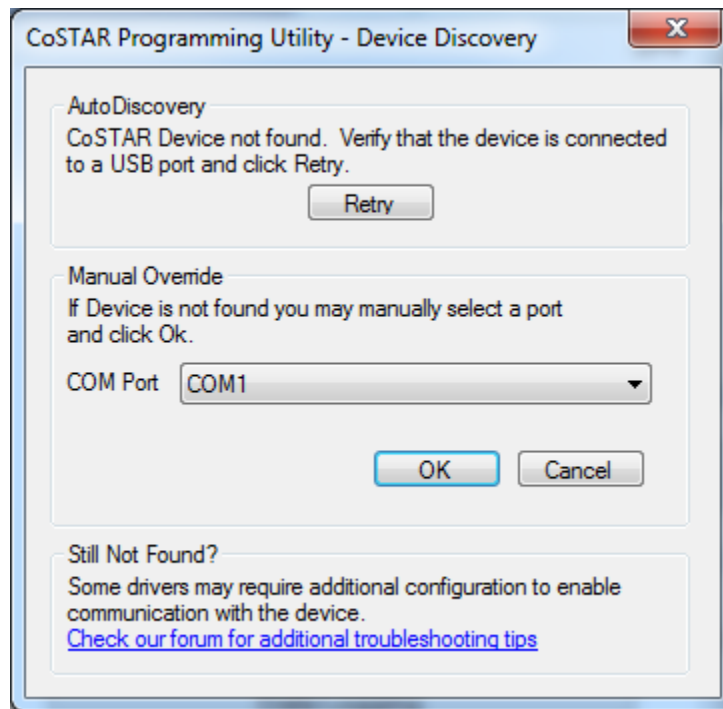 CoSTAR Programming Utility - Device Discovery
AutoDiscovery
CoSTAR Device not found. Verify that the device is connected
to a USB port and click Retry.
Retry
Manual Override
If Device is not found you may manually select a port
and click Ok.
COM Port COM1
OK Cancel
Still Not Found?
Some drivers may require additional configuration to enable
communication with the device.
Check our forum for additional troubleshooting tips